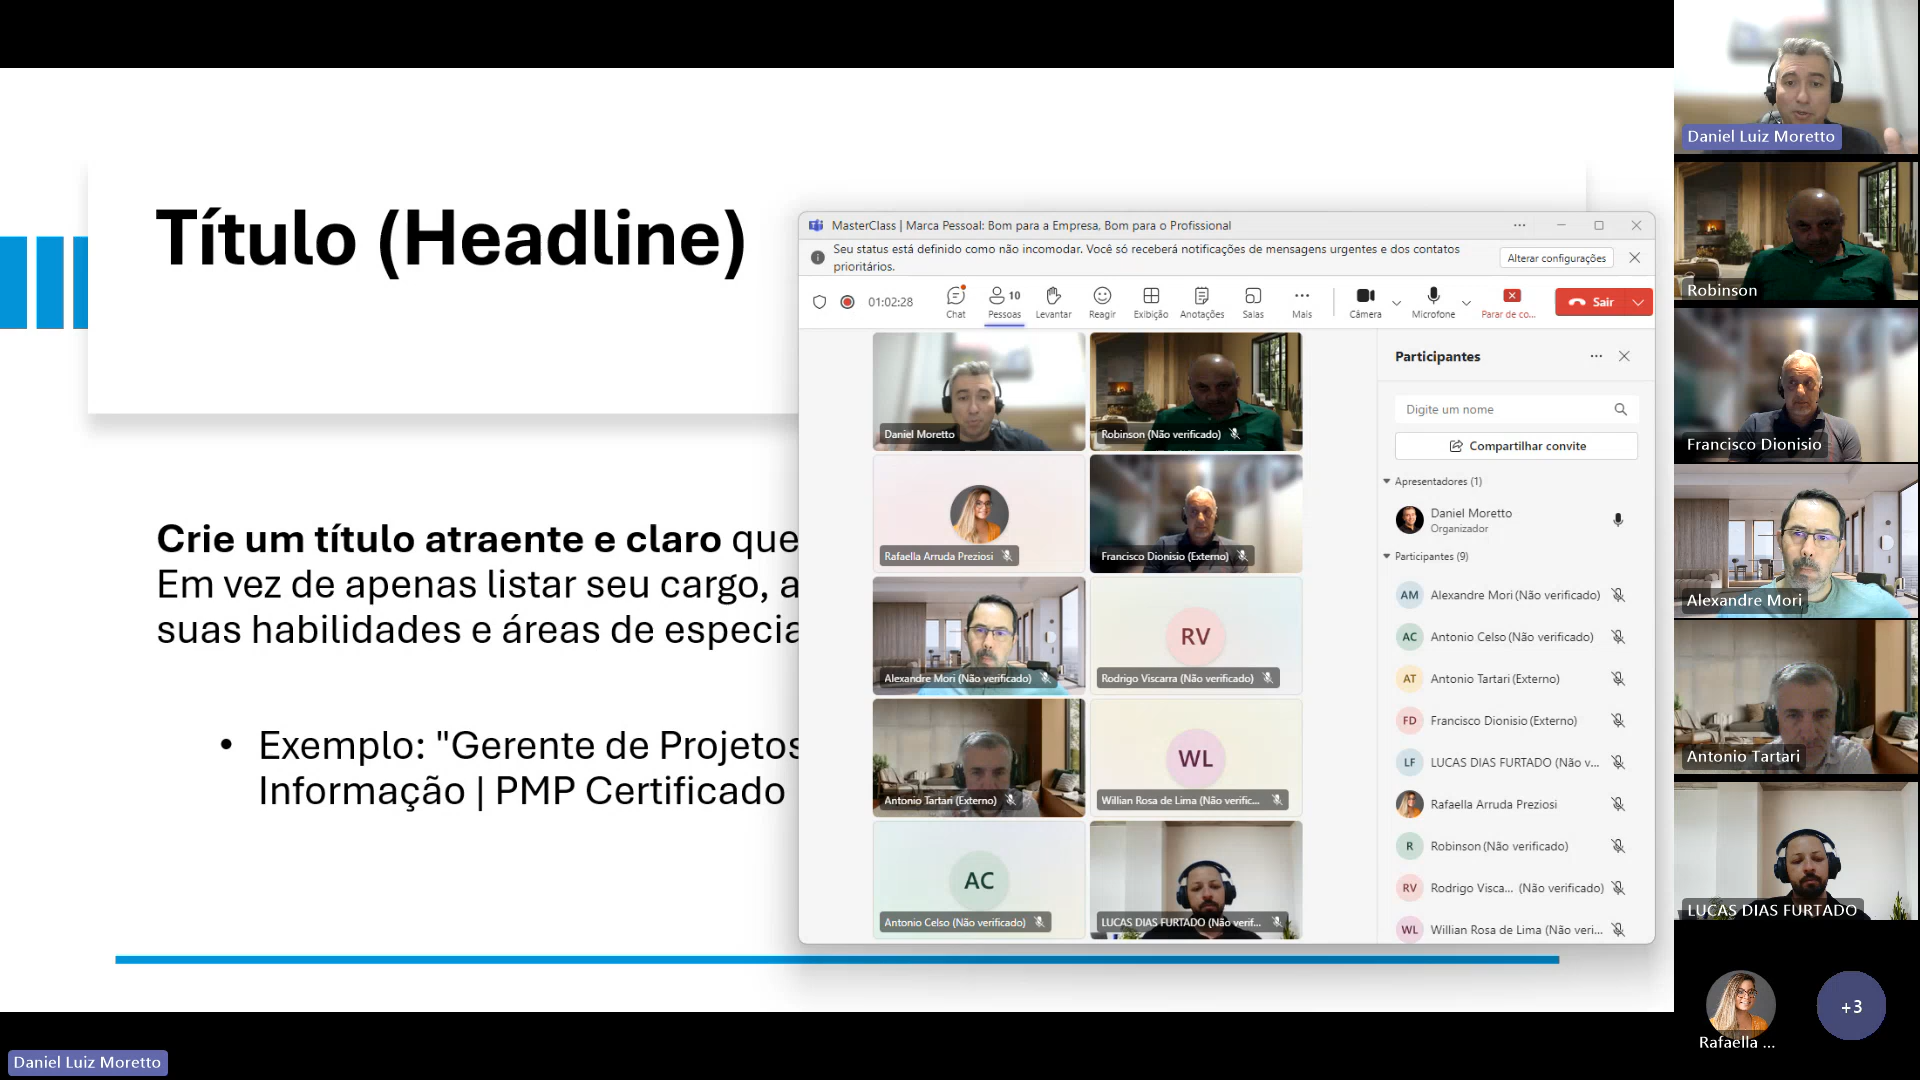 Título (Headline)
Crie um título atraente e claro que
Em vez de apenas listar seu cargo, a
suas habilidades e áreas de especia
• Exemplo: "Gerente de Projetos
Informação | PMP Certificado
MasterClass | Marca Pessoal: Bom para a Empresa, Bom para o Profissional
Seu status está definido como não incomodar. Você só receberá notificações de mensagens urgentes e dos contatos
prioritários.
Alterar configurações
01:02:28
Chat
10
Pessoas
Levantar
Reagir
Exibição
Anotações
Salas
Mais
Câmera
Microfone
Parar de co...
Sair
Daniel Moretto
Robinson (Não verificado)
Rafaella Arruda Preziosi
Francisco Dionisio (Externo)
Alexandre Mori (Não verificado)
RV
Rodrigo Viscarra (Não verificado)
Antonio Tartari (Externo)
WL
Willian Rosa de Lima (Não verific...
AC
Antonio Celso (Não verificado)
LUCAS DIAS FURTADO (Não verif...
Participantes
Digite um nome
Compartilhar convite
Apresentadores (1)
Daniel Moretto
Organizador
Participantes (9)
AM Alexandre Mori (Não verificado)
AC Antonio Celso (Não verificado)
AT Antonio Tartari (Externo)
FD Francisco Dionisio (Externo)
LF LUCAS DIAS FURTADO (Não v...
Rafaella Arruda Preziosi
R Robinson (Não verificado)
RV Rodrigo Visca... (Não verificado)
WL Willian Rosa de Lima (Não veri...
Daniel Luiz Moretto
Robinson
Francisco Dionisio
Alexandre Mori
Antonio Tartari
LUCAS DIAS FURTADO
Rafaella ...
+3
Daniel Luiz Moretto